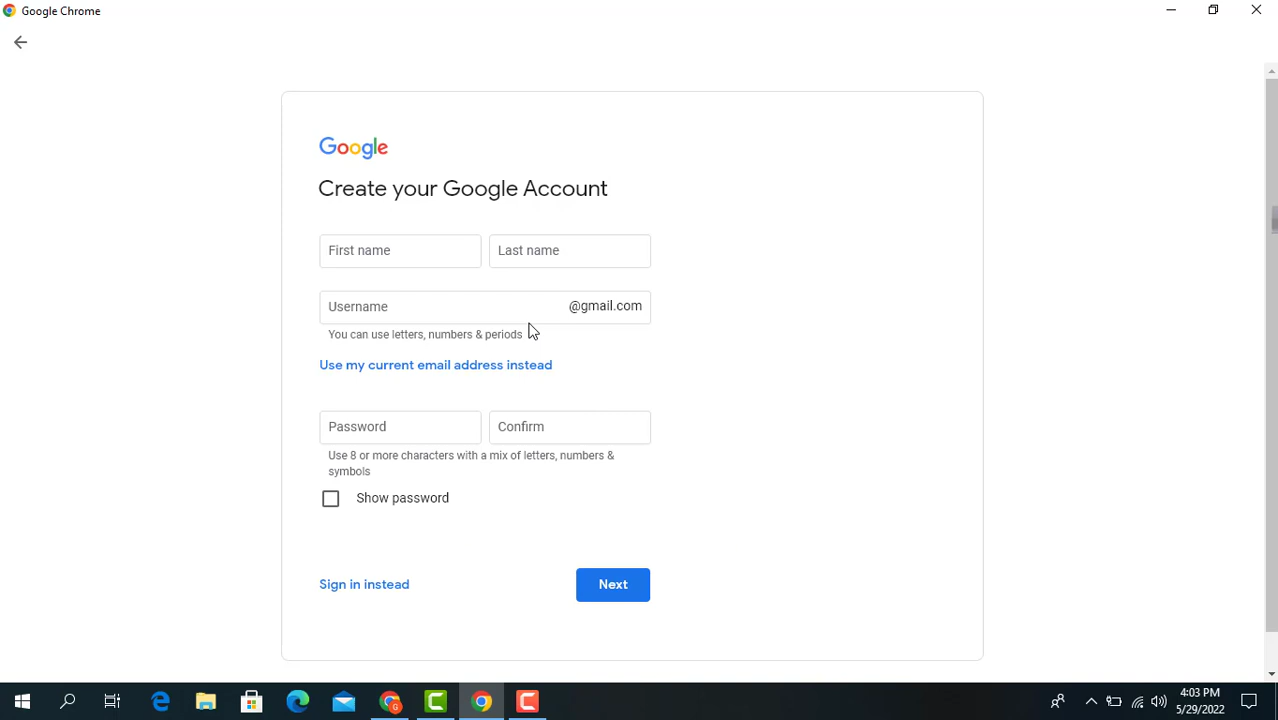 Google Chrome
Google
Create your Google Account
First name Last name
Username @gmail.com
You can use letters, numbers & periods
Use my current email address instead
Password Confirm
Use 8 or more characters with a mix of letters, numbers &
symbols
Show password
Sign in instead Next
4:03 PM
5/29/2022